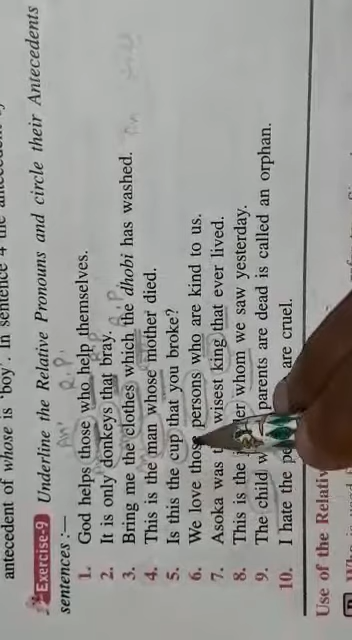 antecedent of whose is 'boy'. In sentence 4 the
Exercise-9 Underline the Relative Pronouns and circle their Antecedents
sentences :—
1. God helps those who help themselves.
2. It is only donkeys that bray.
3. Bring me the clothes which the dhobi has washed.
4. This is the man whose mother died.
5. Is this the cup that you broke?
6. We love those persons who are kind to us.
7. Asoka was wisest king that ever lived.
8. This is the whom we saw yesterday.
9. The child parents are dead is called an orphan.
10. I hate the are cruel.
Use of the